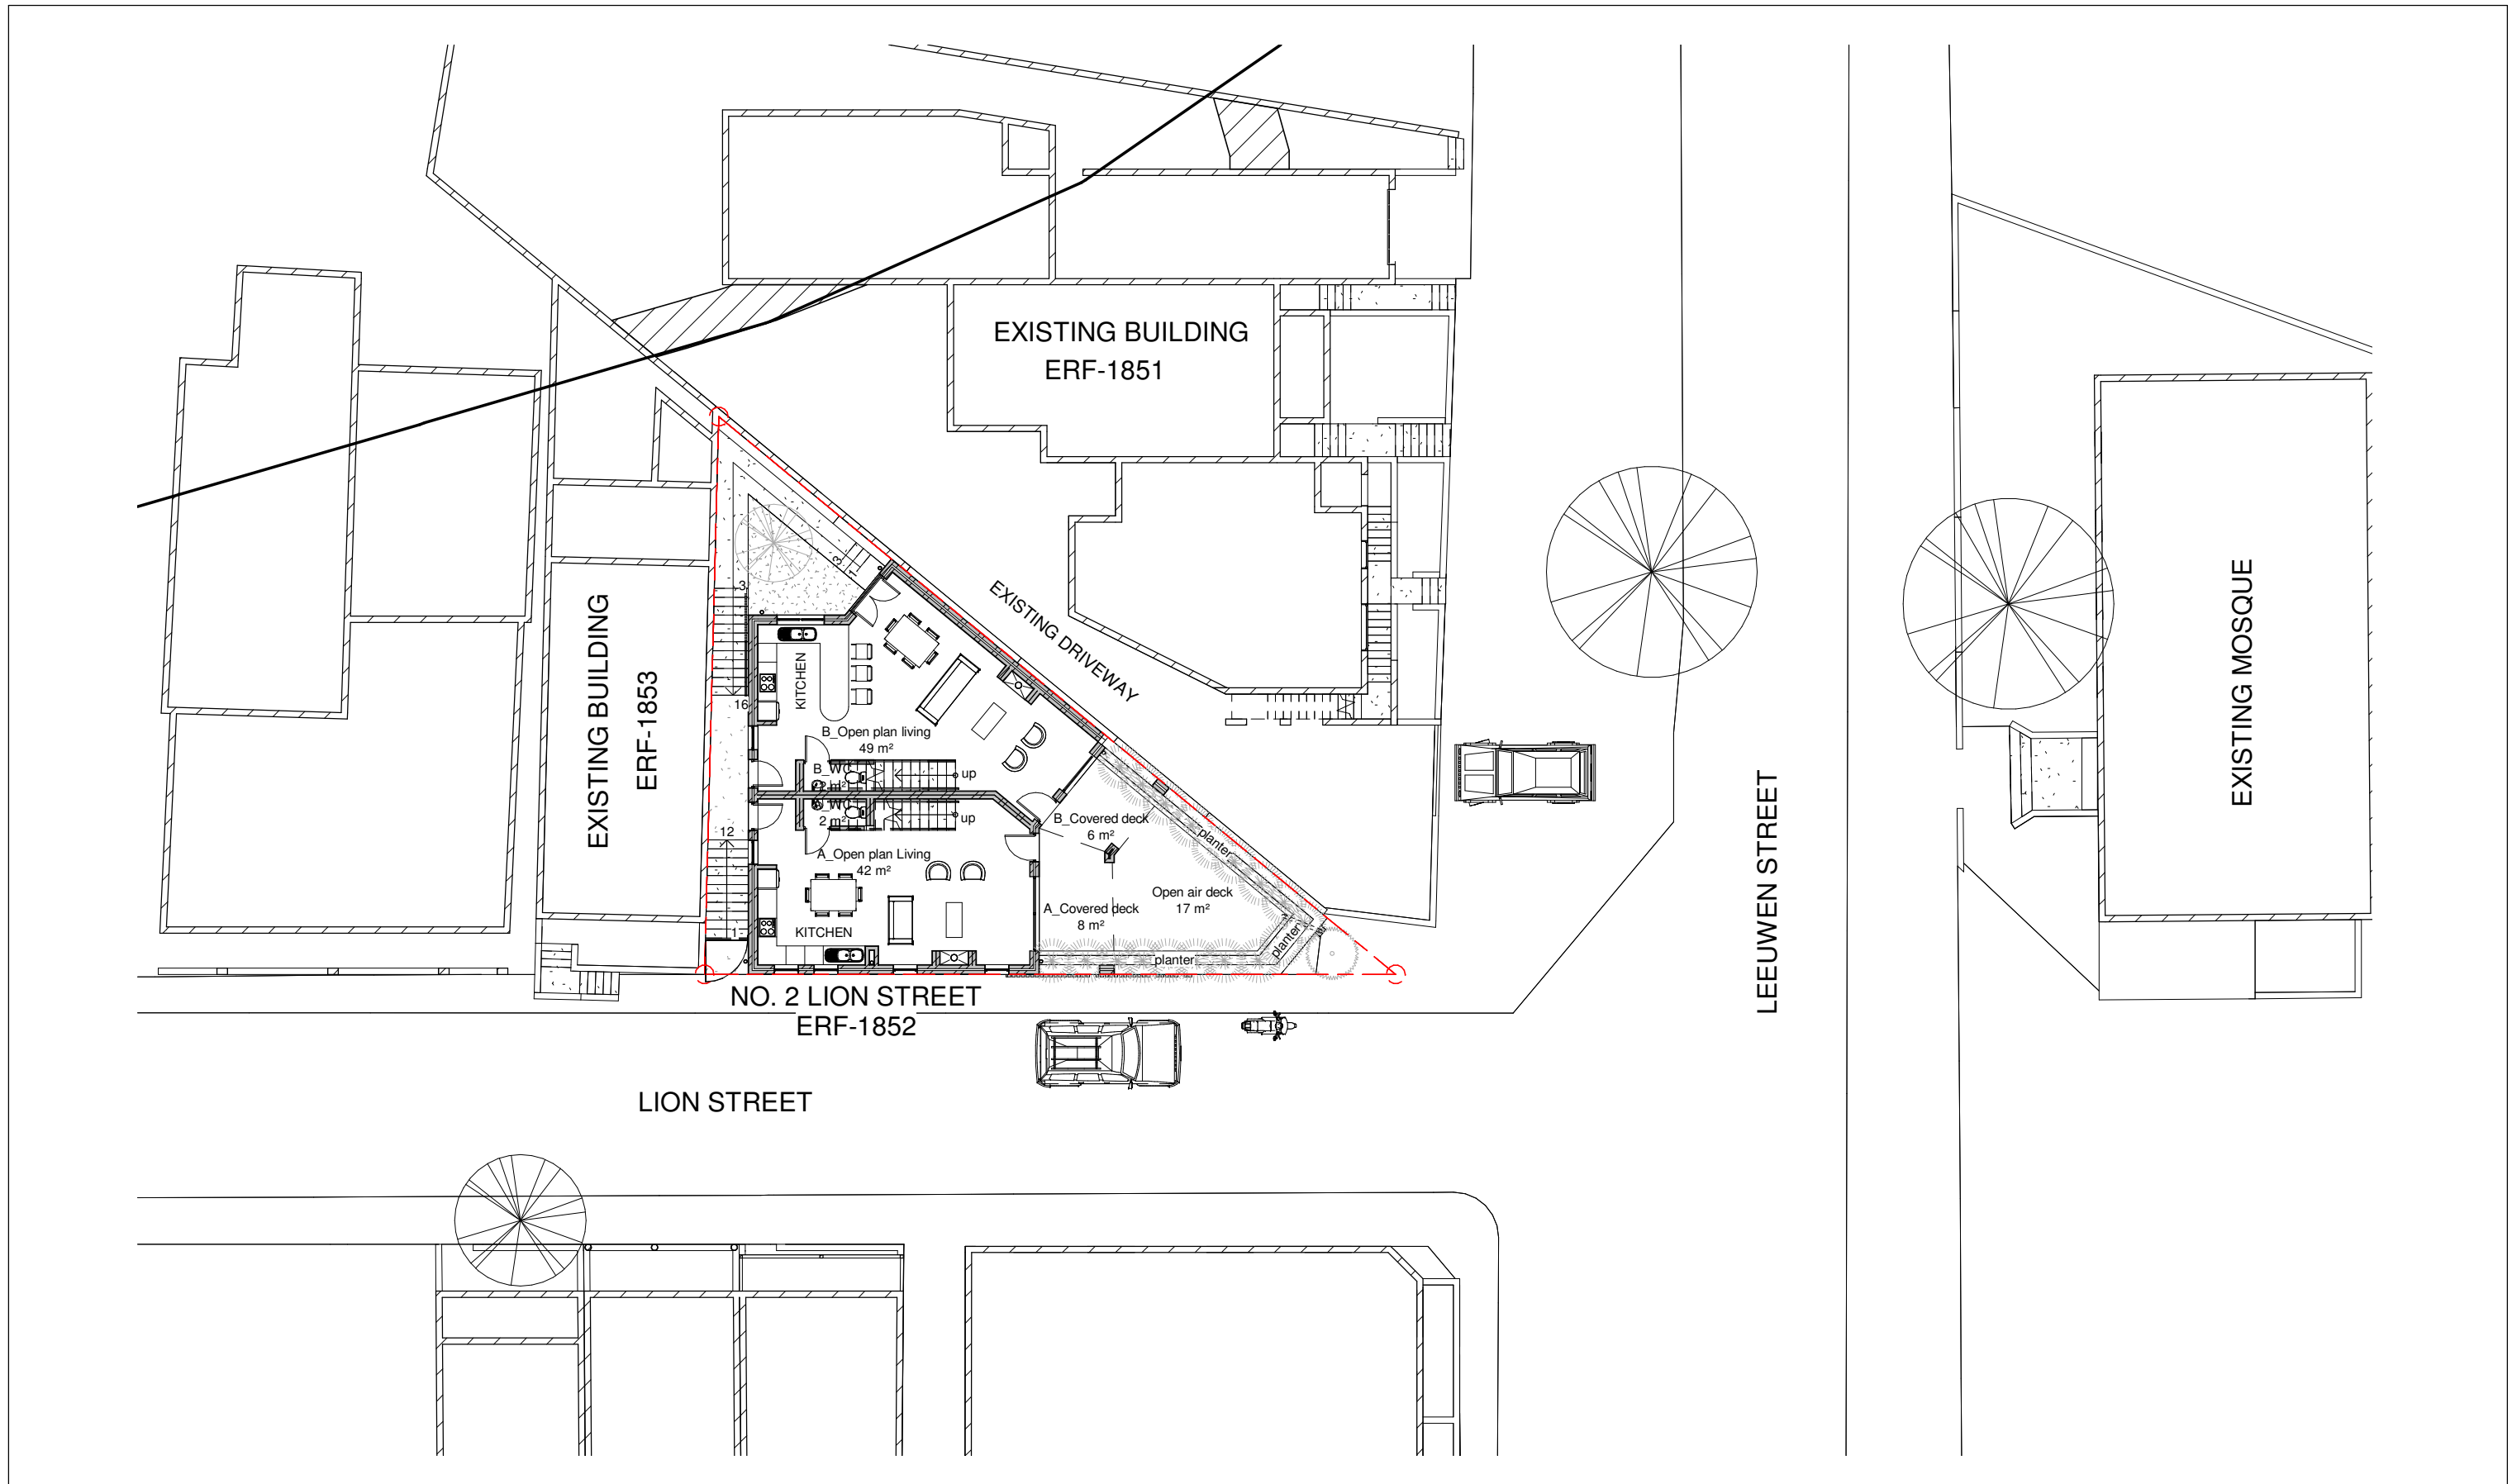 EXISTING BUILDING
ERF-1851
EXISTING DRIVEWAY
EXISTING BUILDING
ERF-1853
3
16
12
1
3
1
KITCHEN
B_Open plan living
49 m²
B_WC
up
WC
2 m²
up
A_Open plan Living
42 m²
KITCHEN
B_Covered deck
6 m²
A_Covered deck
8 m²
Open air deck
17 m²
planter
planter
planter
NO. 2 LION STREET
ERF-1852
LION STREET
LEEUWEN STREET
EXISTING MOSQUE